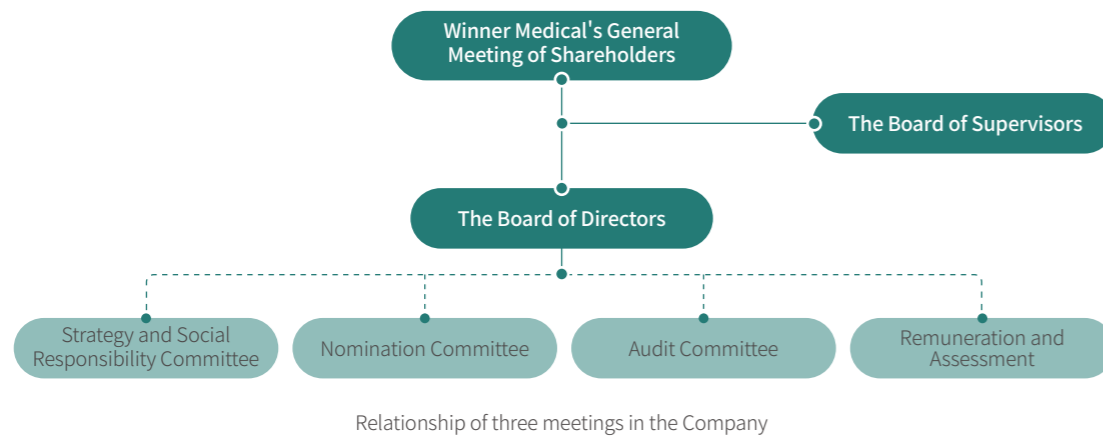 Winner Medical's General
Meeting of Shareholders
The Board of Supervisors
The Board of Directors
Strategy and Social
Responsibility Committee
Nomination Committee
Audit Committee
Remuneration and
Assessment
Relationship of three meetings in the Company